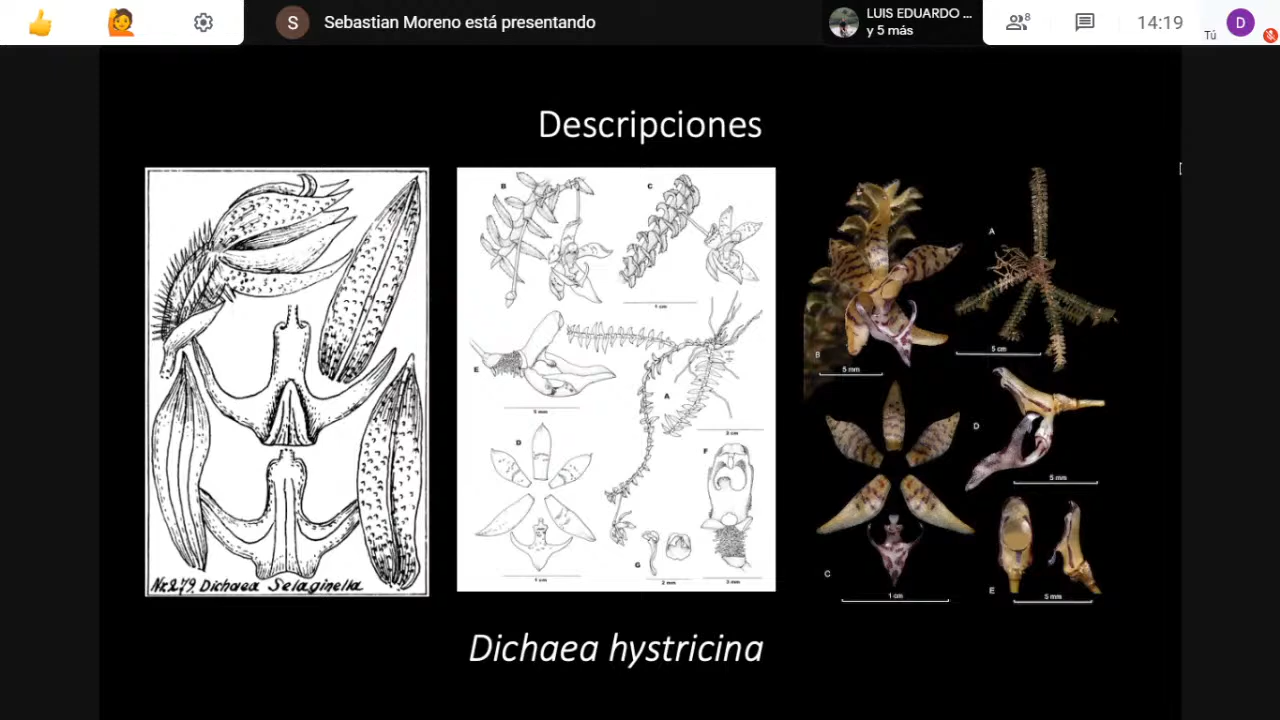 S
Sebastian Moreno está presentando
LUIS EDUARDO ...
y 5 más
8
14:19
Tú
D
Descripciones
Nr. 279. Dichaea Selaginella
B
C
1 cm
E
5 mm
A
2 cm
D
F
1 cm
G
2 mm
3 mm
A
B
5 cm
5 mm
D
5 mm
C
1 cm
E
5 mm
Dichaea hystricina